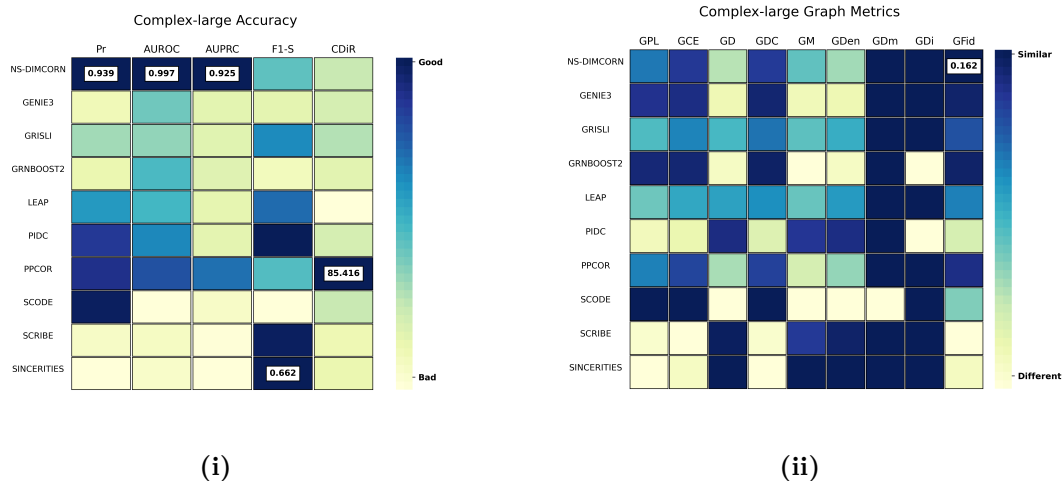 Complex-large Accuracy
Pr AUROC AUPRC F1-S CDiR
NS-DIMCORN 0.939 0.997 0.925
GENIE3
GRISLI
GRNBOOST2
LEAP
PIDC
PPCOR 85.416
SCODE
SCRIBE
SINCERITIES 0.662
Good
Bad
(i)
Complex-large Graph Metrics
GPL GCE GD GDC GM GDen GDm GDi GFid
NS-DIMCORN 0.162
GENIE3
GRISLI
GRNBOOST2
LEAP
PIDC
PPCOR
SCODE
SCRIBE
SINCERITIES
Similar
Different
(ii)